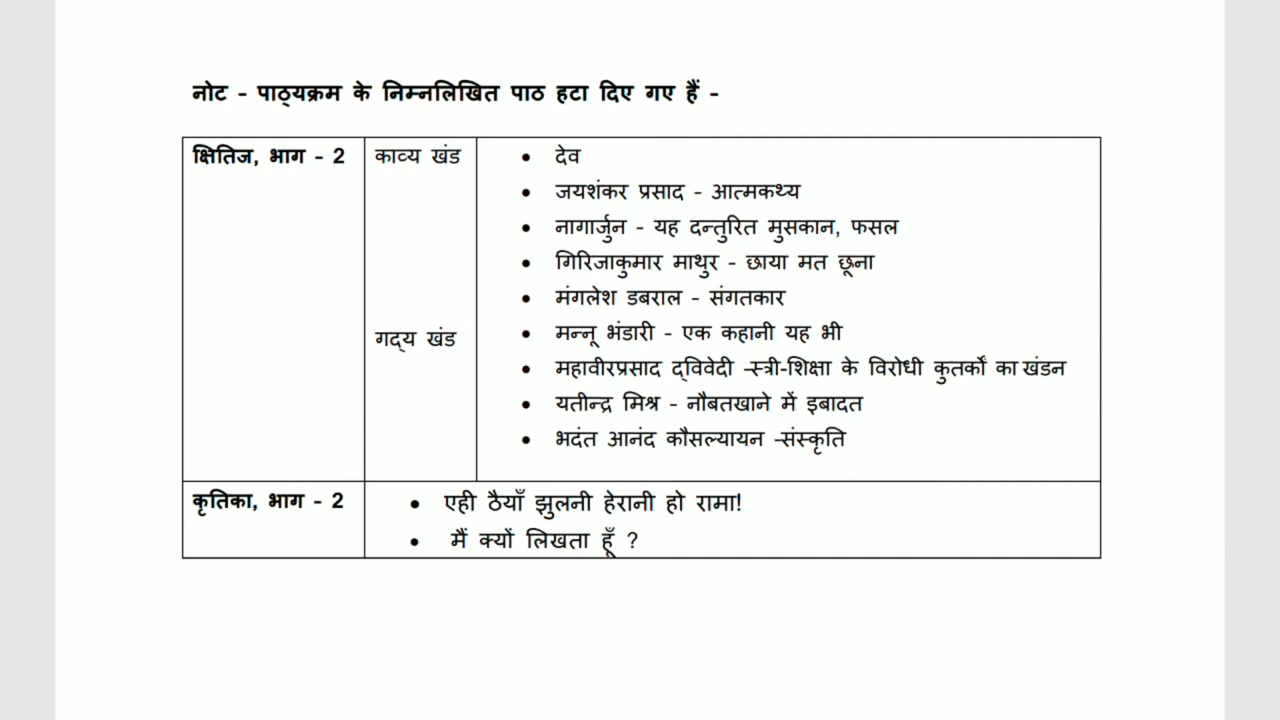 नोट - पाठ्यक्रम के निम्नलिखित पाठ हटा दिए गए हैं -
क्षितिज, भाग - 2
काव्य खंड
• देव
• जयशंकर प्रसाद - आत्मकथ्य
• नागार्जुन - यह दन्तुरित मुसकान, फसल
• गिरिजाकुमार माथुर - छाया मत छूना
• मंगलेश डबराल - संगतकार
गद्य खंड
• मन्नू भंडारी - एक कहानी यह भी
• महावीरप्रसाद द्विवेदी -स्त्री-शिक्षा के विरोधी कुतर्कों का खंडन
• यतीन्द्र मिश्र - नौबतखाने में इबादत
• भदंत आनंद कौसल्यायन -संस्कृति
कृतिका, भाग - 2
• एही ठैयाँ झुलनी हेरानी हो रामा!
• मैं क्यों लिखता हूँ ?